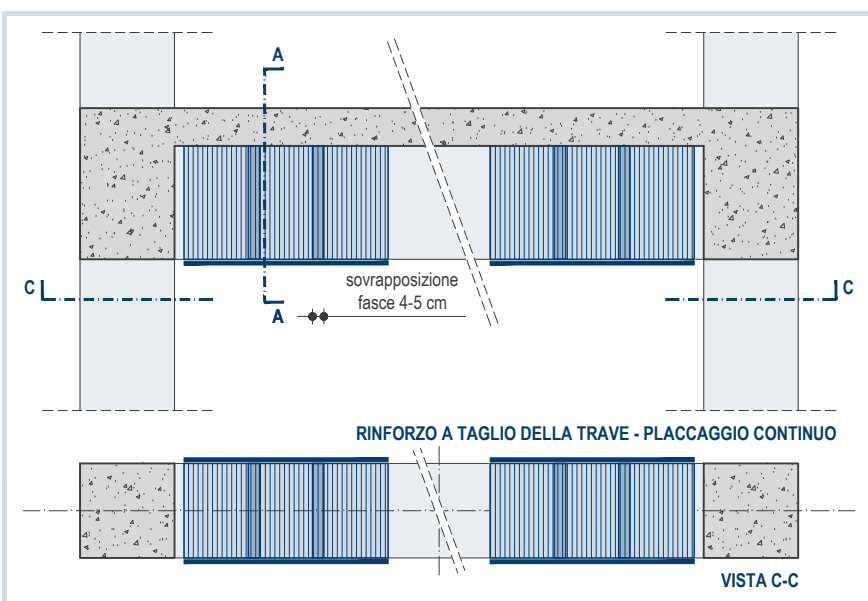 A
C
C
sovrapposizione
fasce 4-5 cm
A
RINFORZO A TAGLIO DELLA TRAVE - PLACCAGGIO CONTINUO
VISTA C-C